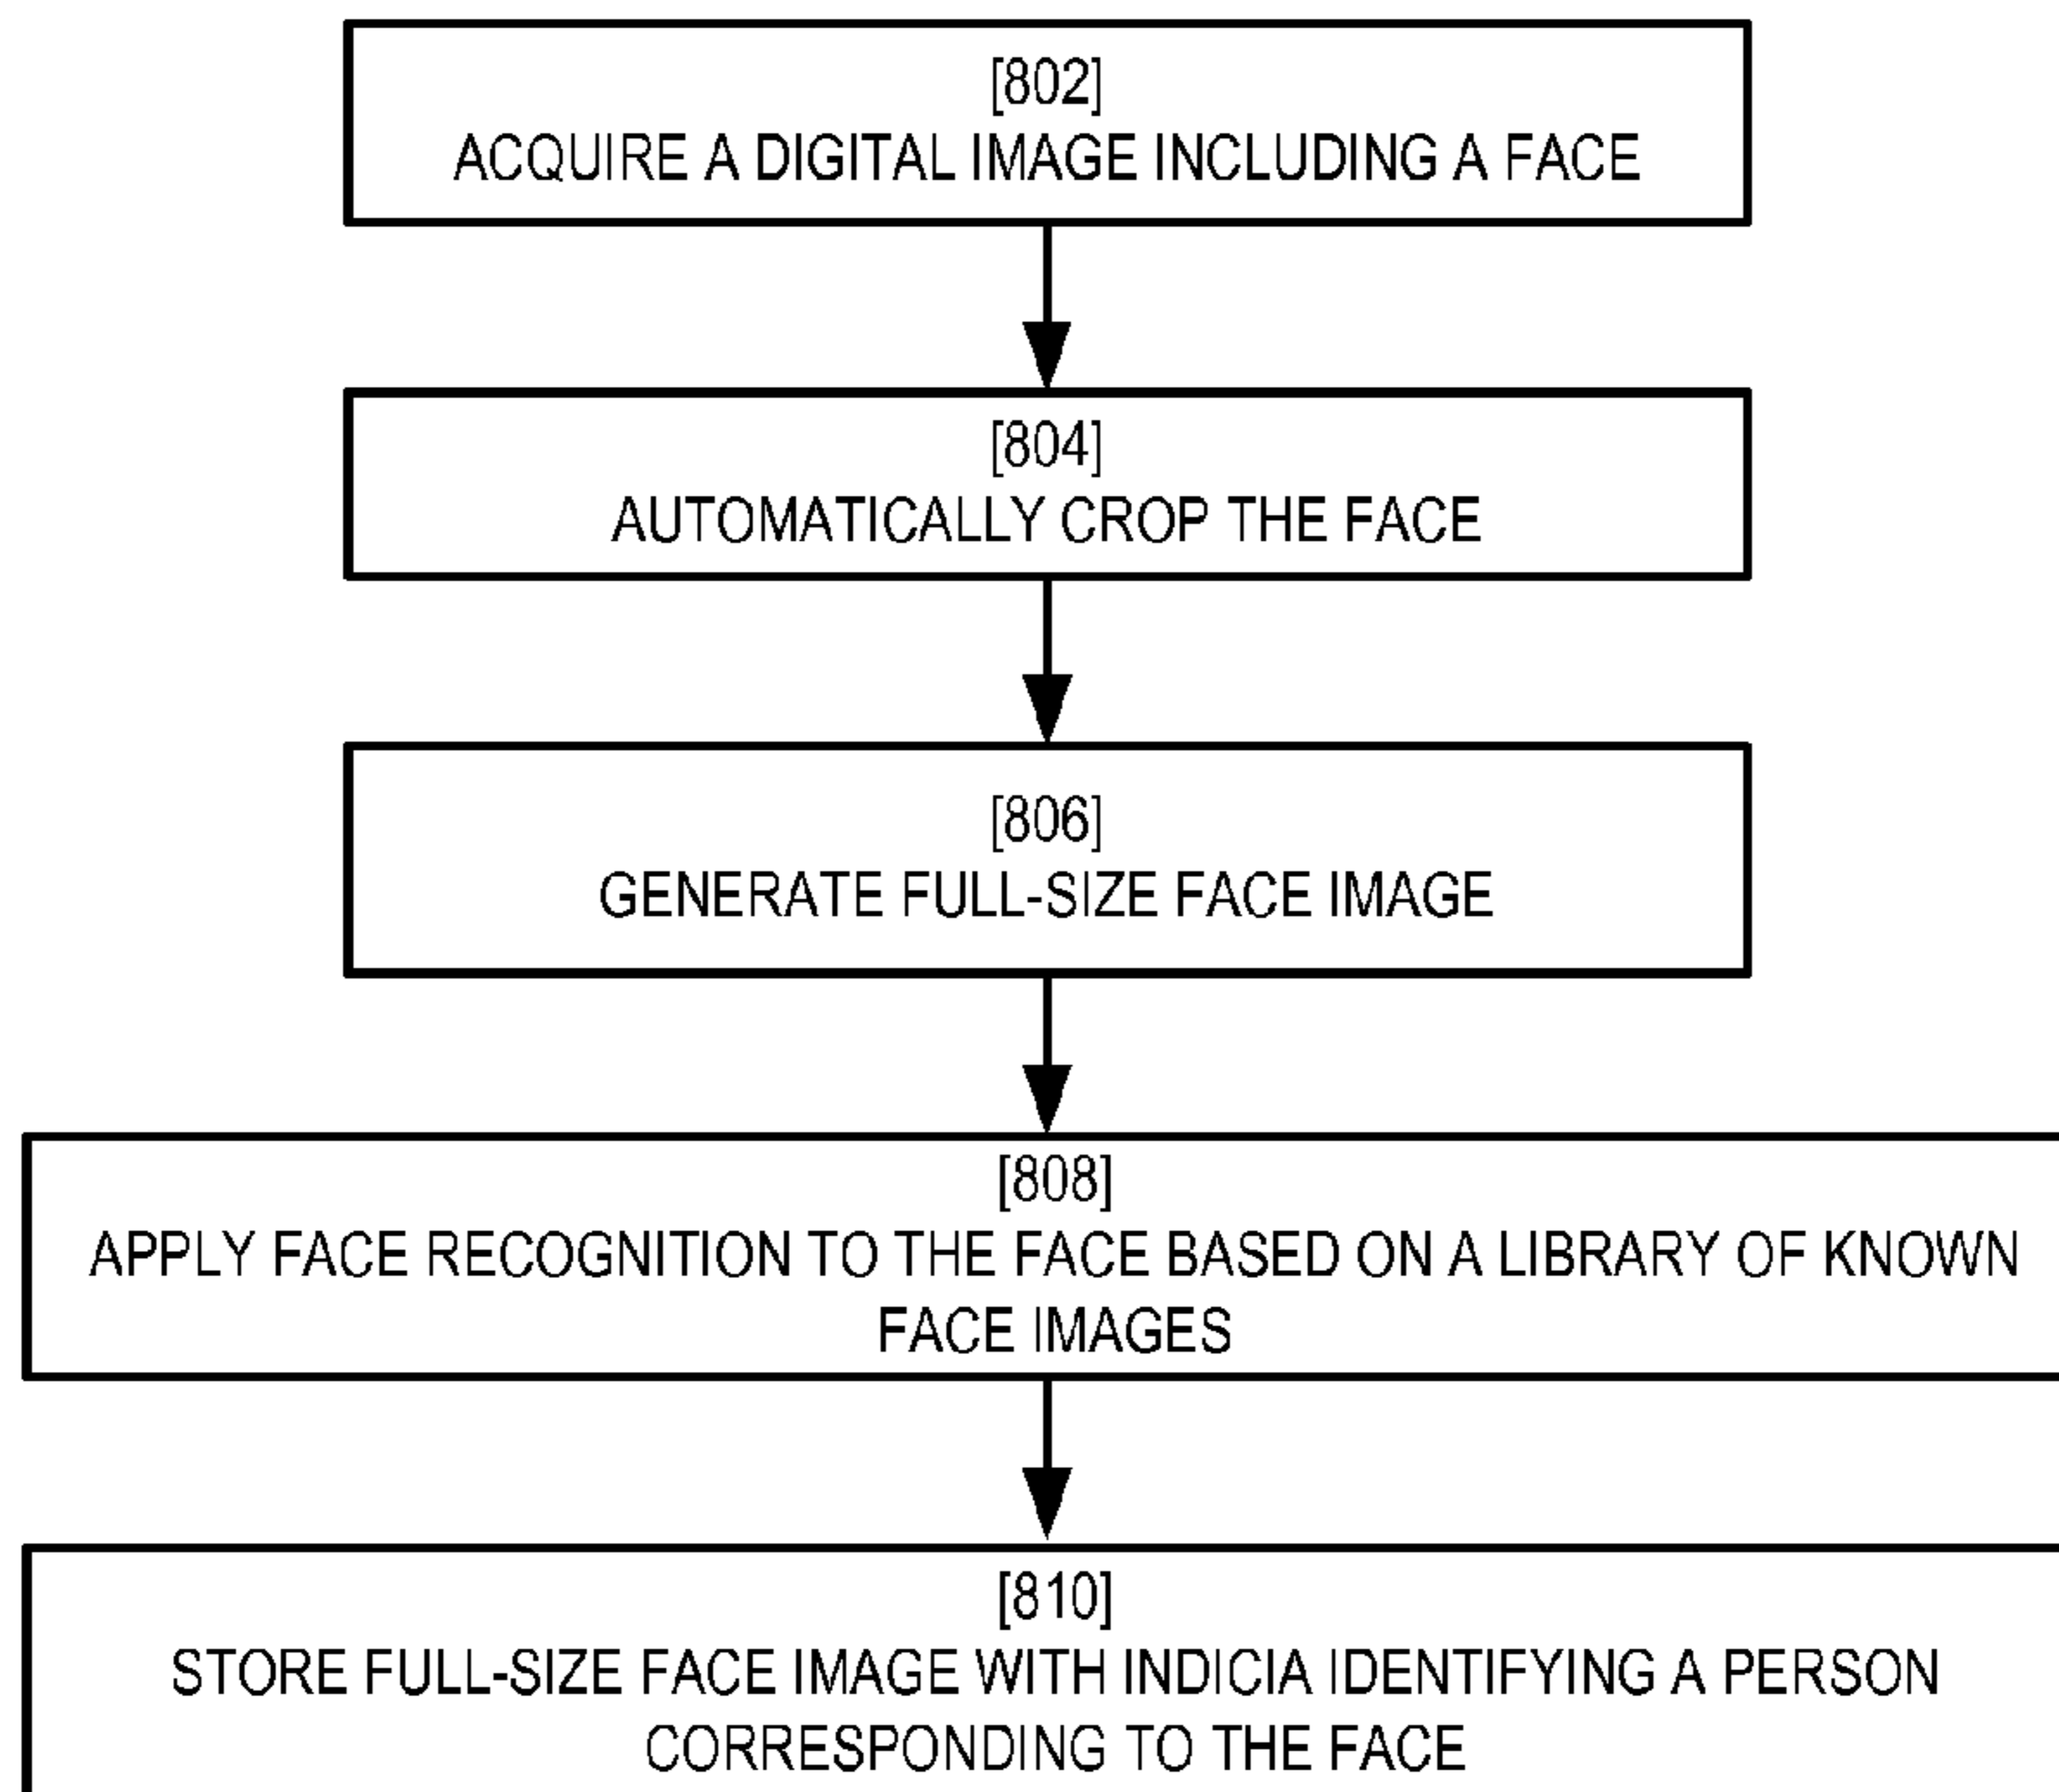 [802]
ACQUIRE A DIGITAL IMAGE INCLUDING A FACE
[804]
AUTOMATICALLY CROP THE FACE
[806]
GENERATE FULL-SIZE FACE IMAGE
[808]
APPLY FACE RECOGNITION TO THE FACE BASED ON A LIBRARY OF KNOWN
FACE IMAGES
[810]
STORE FULL-SIZE FACE IMAGE WITH INDICIA IDENTIFYING A PERSON
CORRESPONDING TO THE FACE